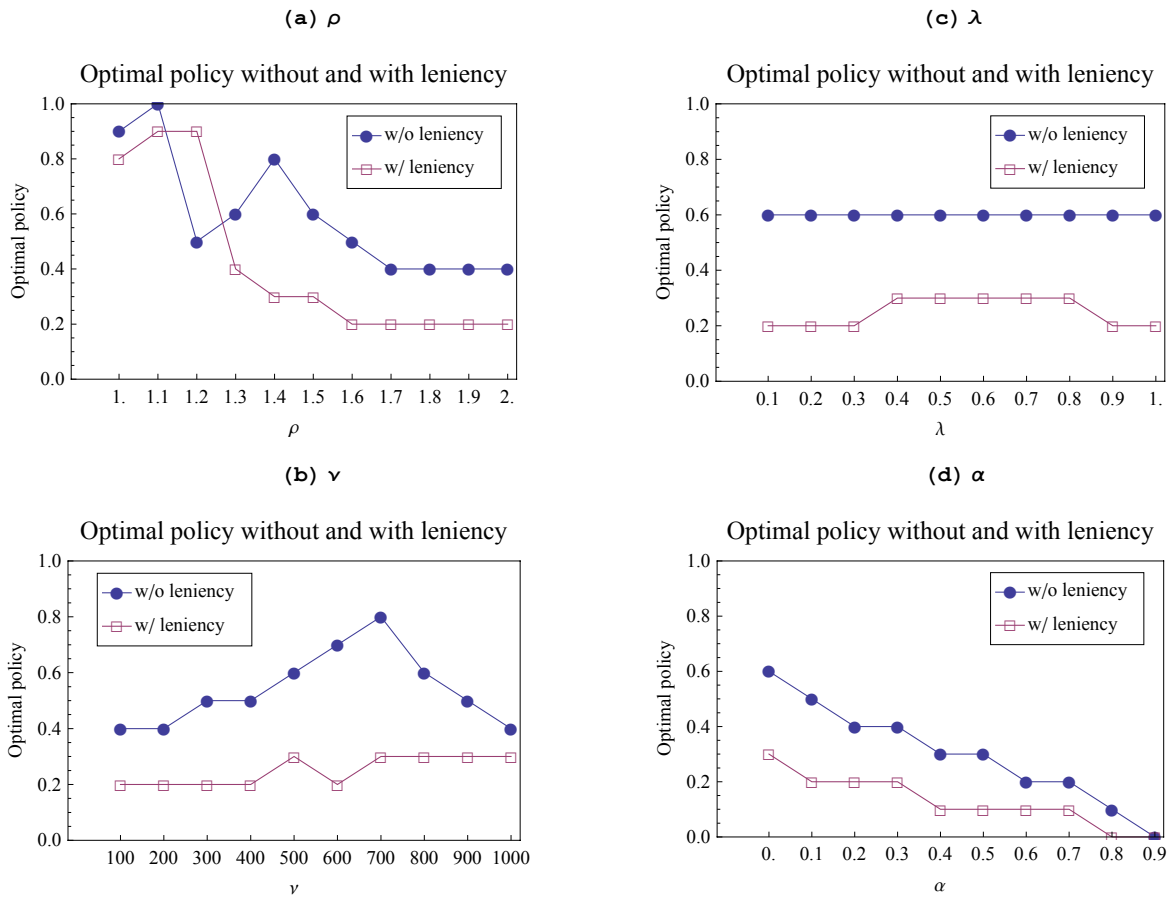 (a) ρ
Optimal policy without and with leniency
w/o leniency
w/ leniency
Optimal policy
1.0
0.8
0.6
0.4
0.2
0.0
1. 1.1 1.2 1.3 1.4 1.5 1.6 1.7 1.8 1.9 2.
ρ
(c) λ
Optimal policy without and with leniency
w/o leniency
w/ leniency
Optimal policy
1.0
0.8
0.6
0.4
0.2
0.0
0.1 0.2 0.3 0.4 0.5 0.6 0.7 0.8 0.9 1.
λ
(b) ν
Optimal policy without and with leniency
w/o leniency
w/ leniency
Optimal policy
1.0
0.8
0.6
0.4
0.2
0.0
100 200 300 400 500 600 700 800 900 1000
ν
(d) α
Optimal policy without and with leniency
w/o leniency
w/ leniency
Optimal policy
1.0
0.8
0.6
0.4
0.2
0.0
0. 0.1 0.2 0.3 0.4 0.5 0.6 0.7 0.8 0.9
α